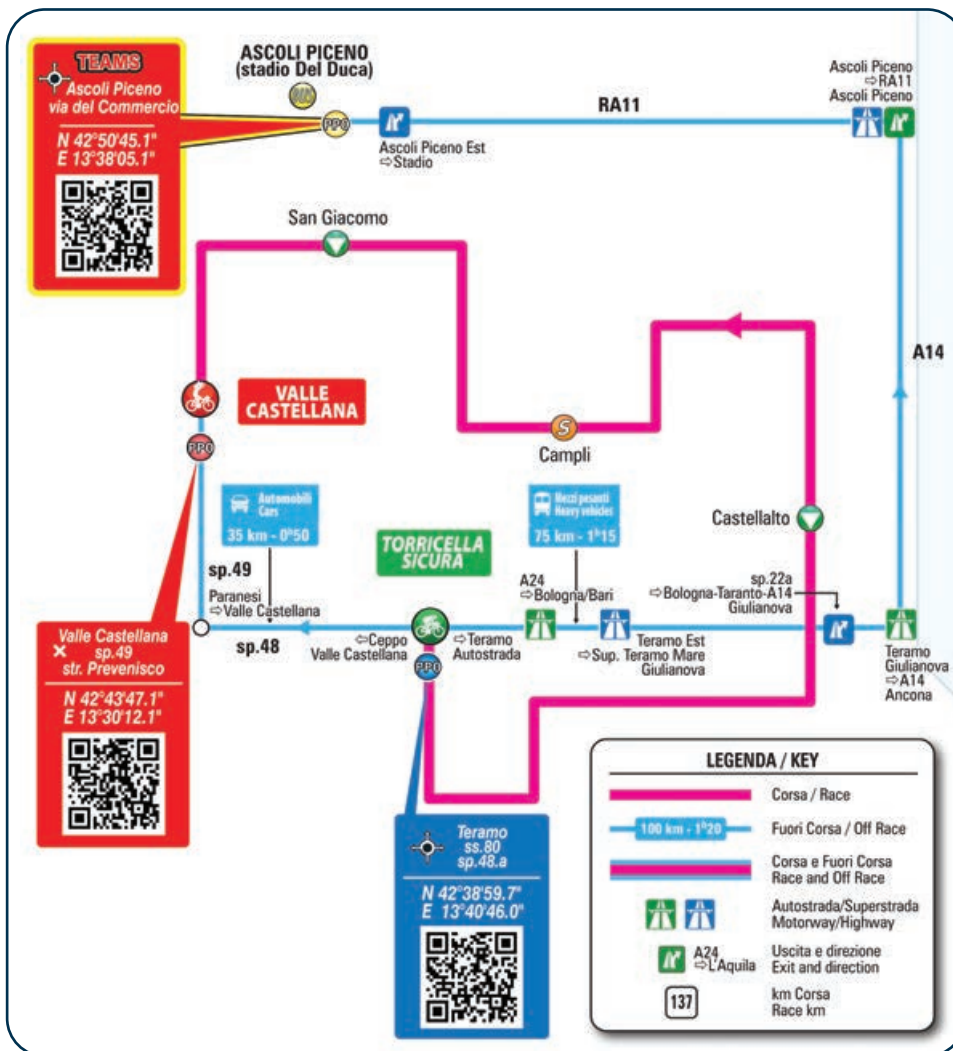 TEAMS
Ascoli Piceno
via del Commercio
N 42°50'45.1"
E 13°38'05.1"
ASCOLI PICENO
(stadio Del Duca)
PPO
Ascoli Piceno Est
⇨Stadio
RA11
Ascoli Piceno
⇨RA11
Ascoli Piceno
A14
San Giacomo
VALLE
CASTELLANA
PPO
S
Campli
Castellalto
Automobili
Cars
35 km - 0ʰ50
Mezzi pesanti
Heavy vehicles
75 km - 1ʰ15
TORRICELLA
SICURA
sp.49
Paranesi
⇨Valle Castellana
sp.48
⇦Ceppo
Valle Castellana
⇨Teramo
Autostrada
PPO
A24
⇨Bologna/Bari
Teramo Est
⇨Sup. Teramo Mare
Giulianova
sp.22a
⇨Bologna-Taranto-A14
Giulianova
Teramo
Giulianova
⇨A14
Ancona
Valle Castellana
sp.49
str. Prevenisco
N 42°43'47.1"
E 13°30'12.1"
Teramo
ss.80
sp.48.a
N 42°38'59.7"
E 13°40'46.0"
LEGENDA / KEY
Corsa / Race
100 km - 1ʰ20
Fuori Corsa / Off Race
Corsa e Fuori Corsa
Race and Off Race
Autostrada/Superstrada
Motorway/Highway
A24
⇨L'Aquila
Uscita e direzione
Exit and direction
137
km Corsa
Race km